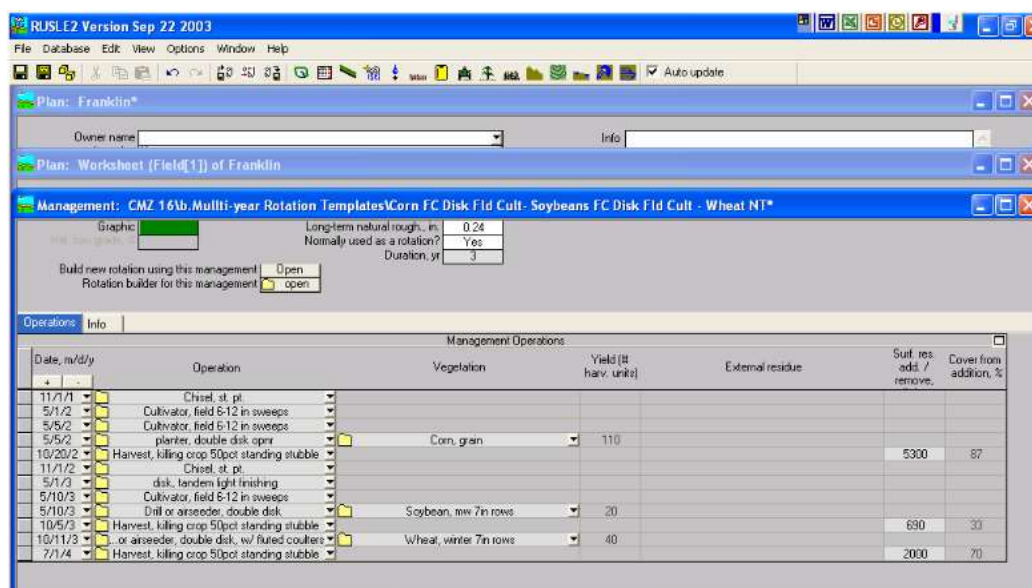 RUSLE2 Version Sep 22 2003
File Database Edit View Options Window Help
Auto update
Plan: Franklin*
Owner name
Info
Plan: Worksheet (Field[1]) of Franklin
Management: CMZ 16\b.Mullti-year Rotation Templates\Corn FC Disk Fld Cult- Soybeans FC Disk Fld Cult - Wheat NT*
Graphic
Long-term natural rough., in. 0.24
Normally used as a rotation? Yes
Duration, yr 3
Build new rotation using this management Open
Rotation builder for this management open
Operations Info
Management Operations
Date, m/d/y Operation Vegetation Yield (# harv. units) External residue Surf. res. add. / remove, Cover from addition, %
+ -
11/1/1 Chisel, st. pt.
5/1/2 Cultivator, field 6-12 in sweeps
5/5/2 Cultivator, field 6-12 in sweeps
5/5/2 planter, double disk opnr Corn, grain 110
10/20/2 Harvest, killing crop 50pct standing stubble 5300 87
11/1/2 Chisel, st. pt.
5/1/3 disk, tandem light finishing
5/10/3 Cultivator, field 6-12 in sweeps
5/10/3 Drill or airseeder, double disk Soybean, mw 7in rows 20
10/5/3 Harvest, killing crop 50pct standing stubble 690 33
10/11/3 ...or airseeder, double disk, w/ fluted coulters Wheat, winter 7in rows 40
7/1/4 Harvest, killing crop 50pct standing stubble 2000 70